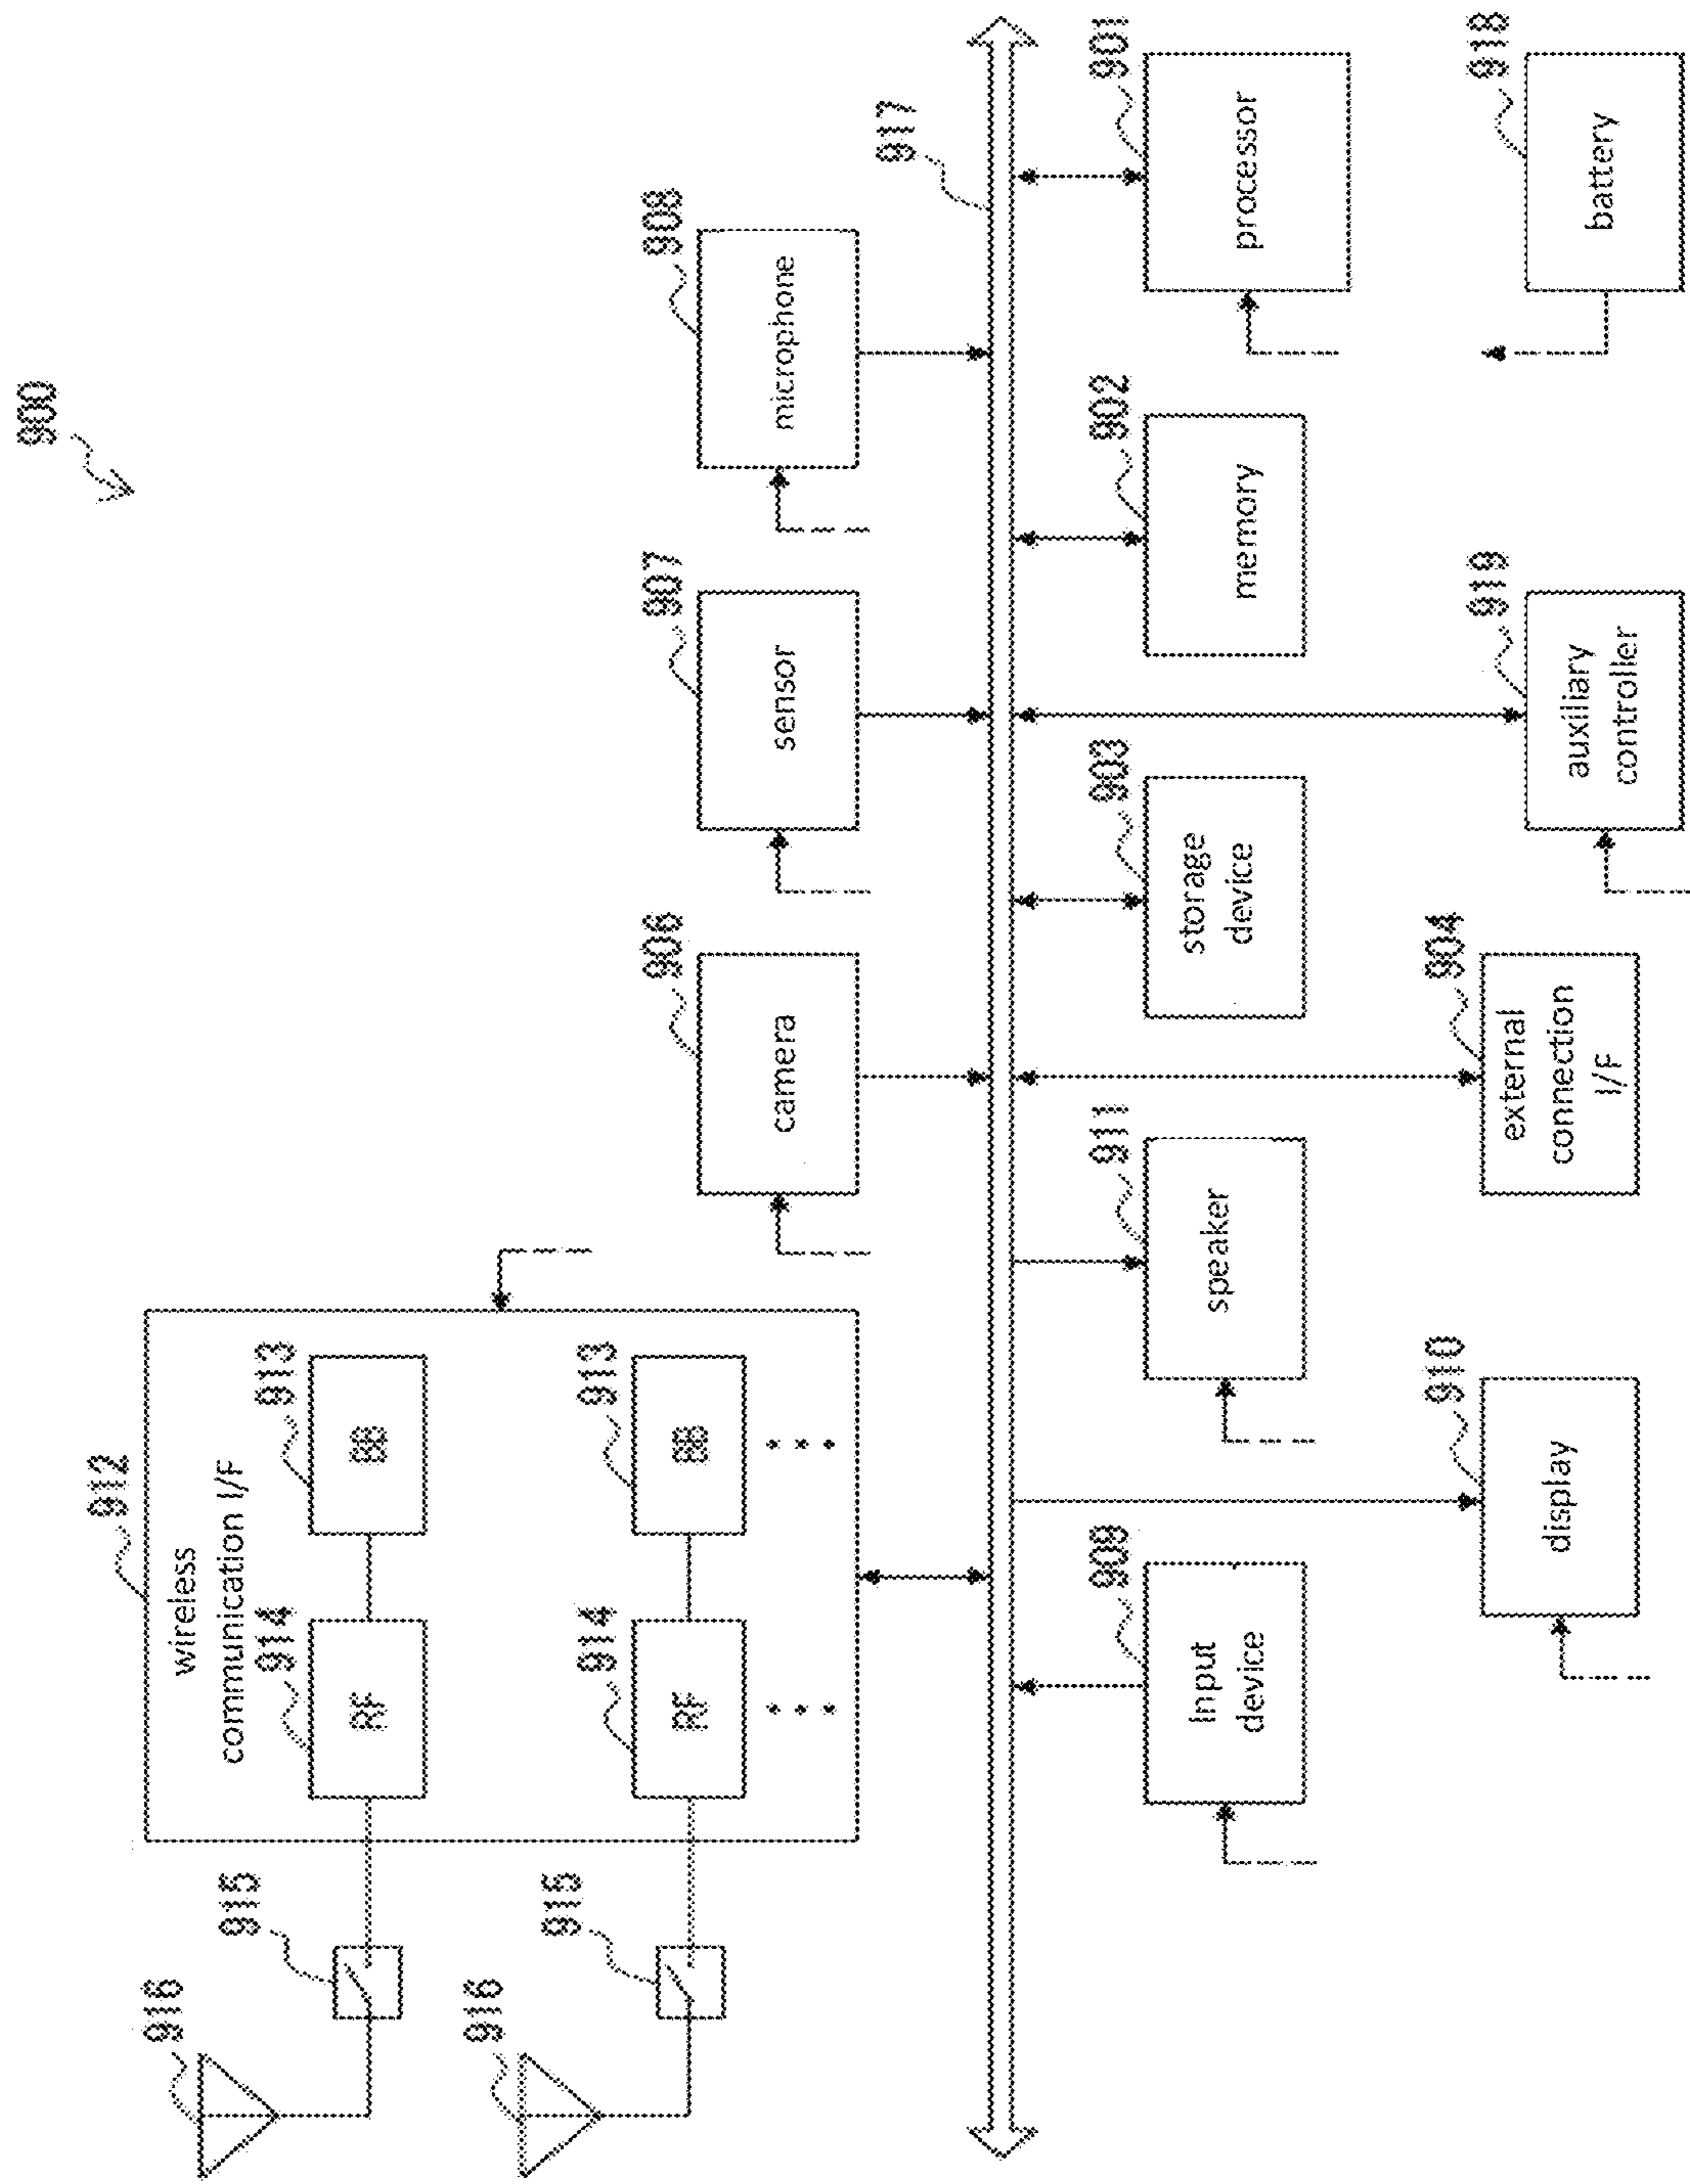 900
912
wireless
communication I/F
916
915
914
RF
913
BB
916
915
914
RF
913
BB
906
camera
907
sensor
908
microphone
917
909
Input
device
911
speaker
903
storage
device
902
memory
901
processor
910
display
904
external
connection
I/F
919
auxiliary
controller
918
battery